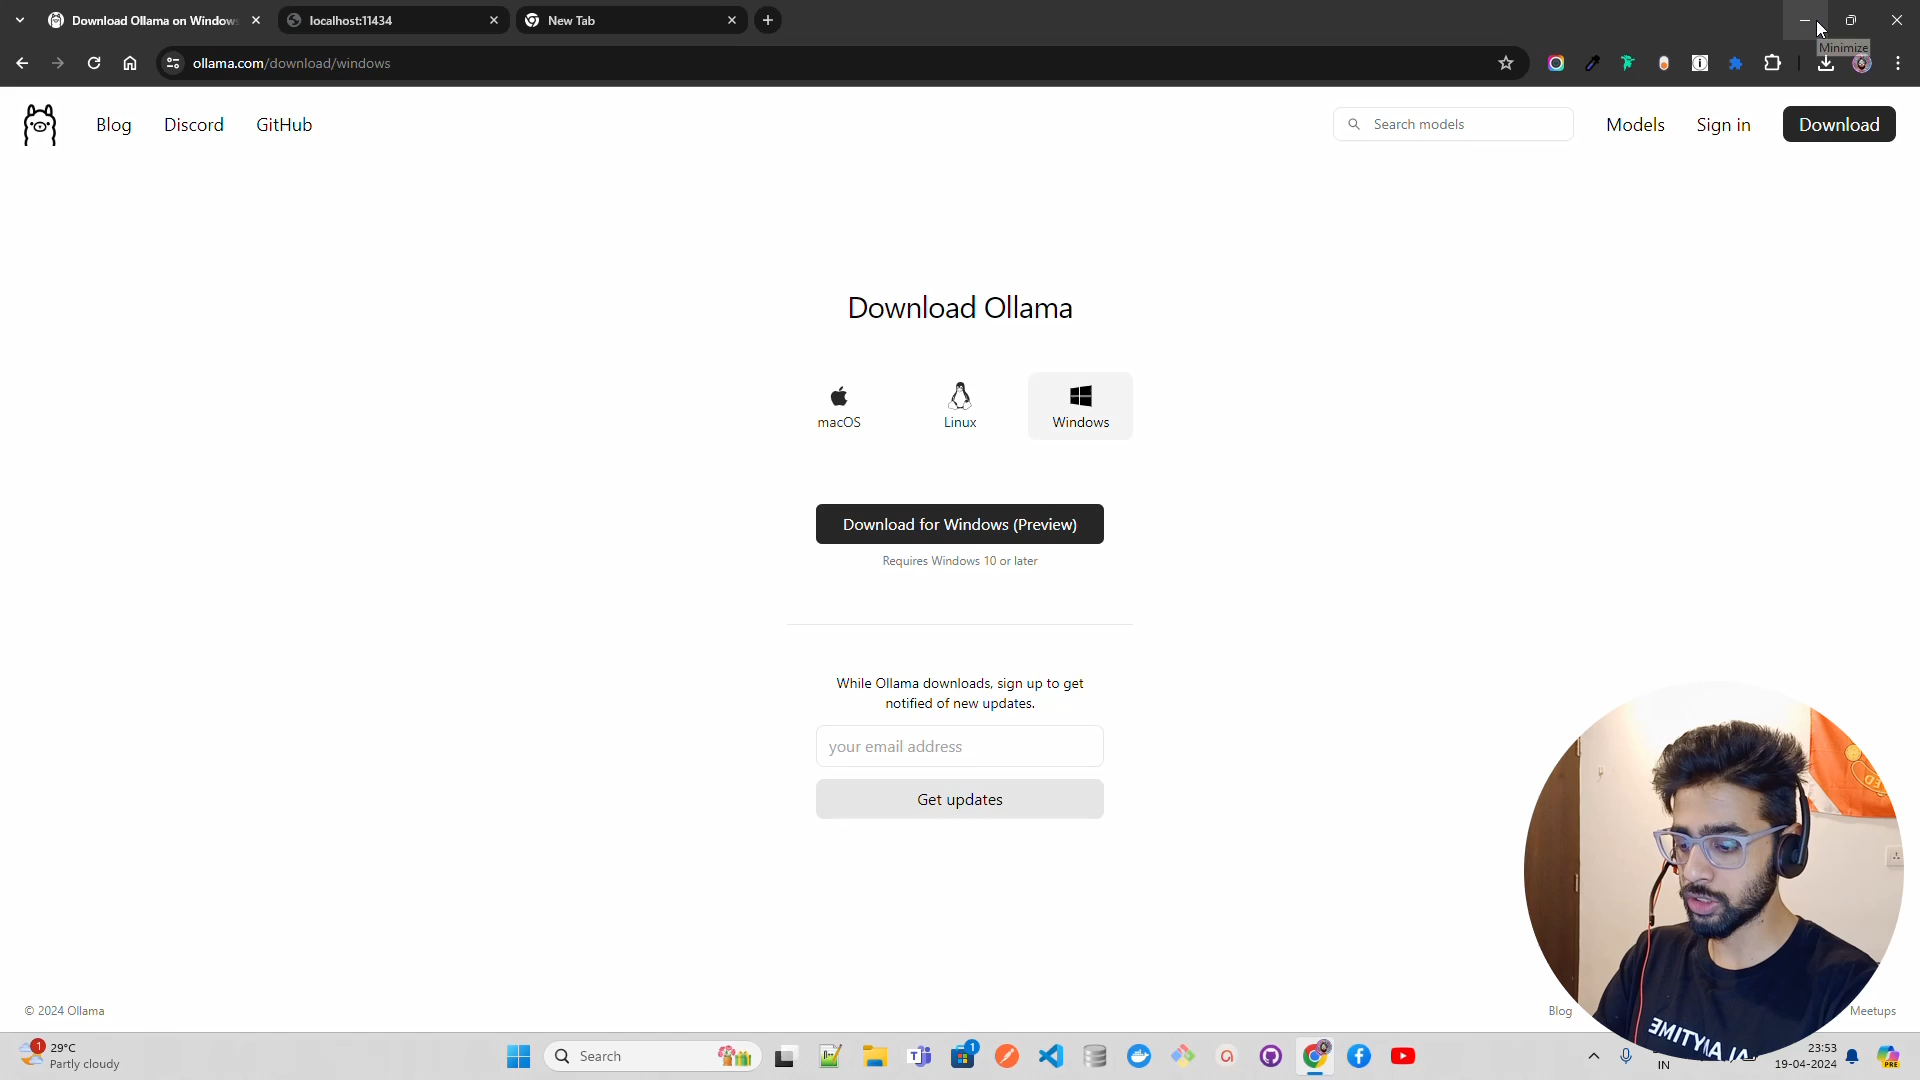 Download Ollama on Window
localhost:11434
New Tab
Minimize
ollama.com/download/windows
Blog
Discord
GitHub
Search models
Models
Sign in
Download
Download Ollama
macOS
Linux
Windows
Download for Windows (Preview)
Requires Windows 10 or later
While Ollama downloads, sign up to get
notified of new updates.
your email address
Get updates
© 2024 Ollama
Blog
Meetups
1
29°C
Partly cloudy
Search
1
IN
23:53
19-04-2024
PRE